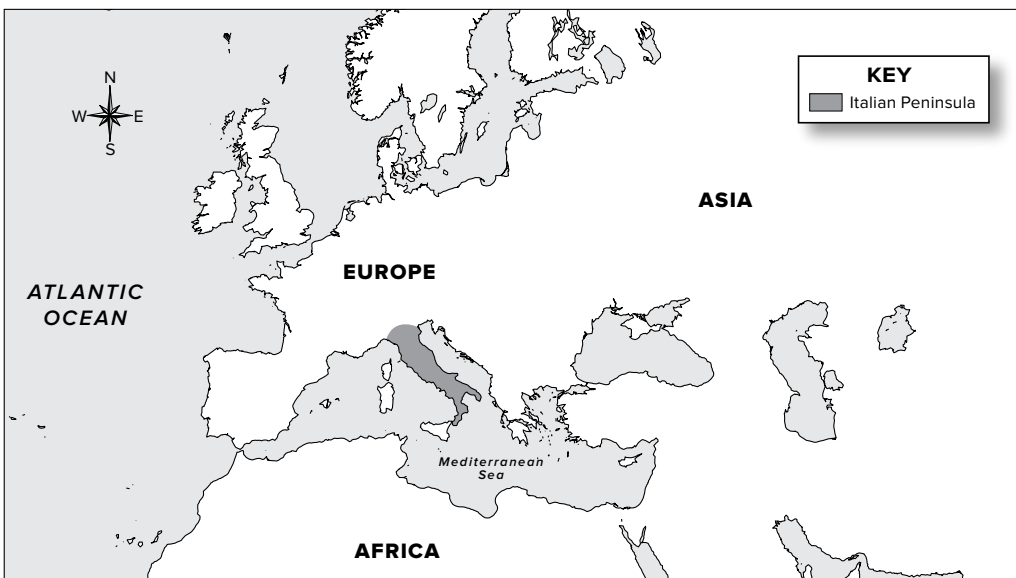 N
W E
S
KEY
Italian Peninsula
ASIA
EUROPE
ATLANTIC
OCEAN
Mediterranean
Sea
AFRICA